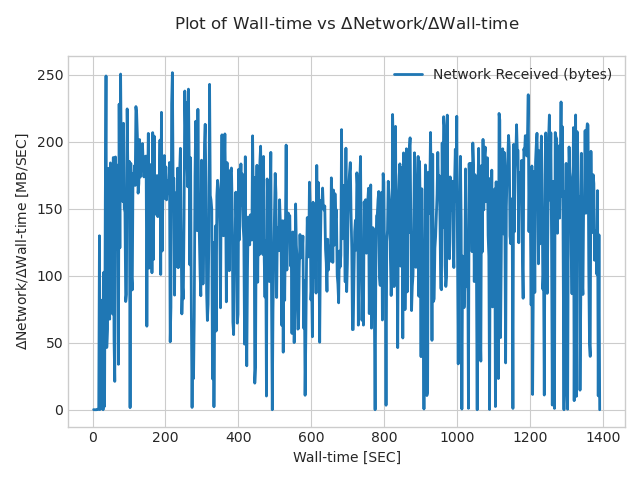 Plot of Wall-time vs ΔNetwork/ΔWall-time
Network Received (bytes)
ΔNetwork/ΔWall-time [MB/SEC]
250
200
150
100
50
0
0 200 400 600 800 1000 1200 1400
Wall-time [SEC]